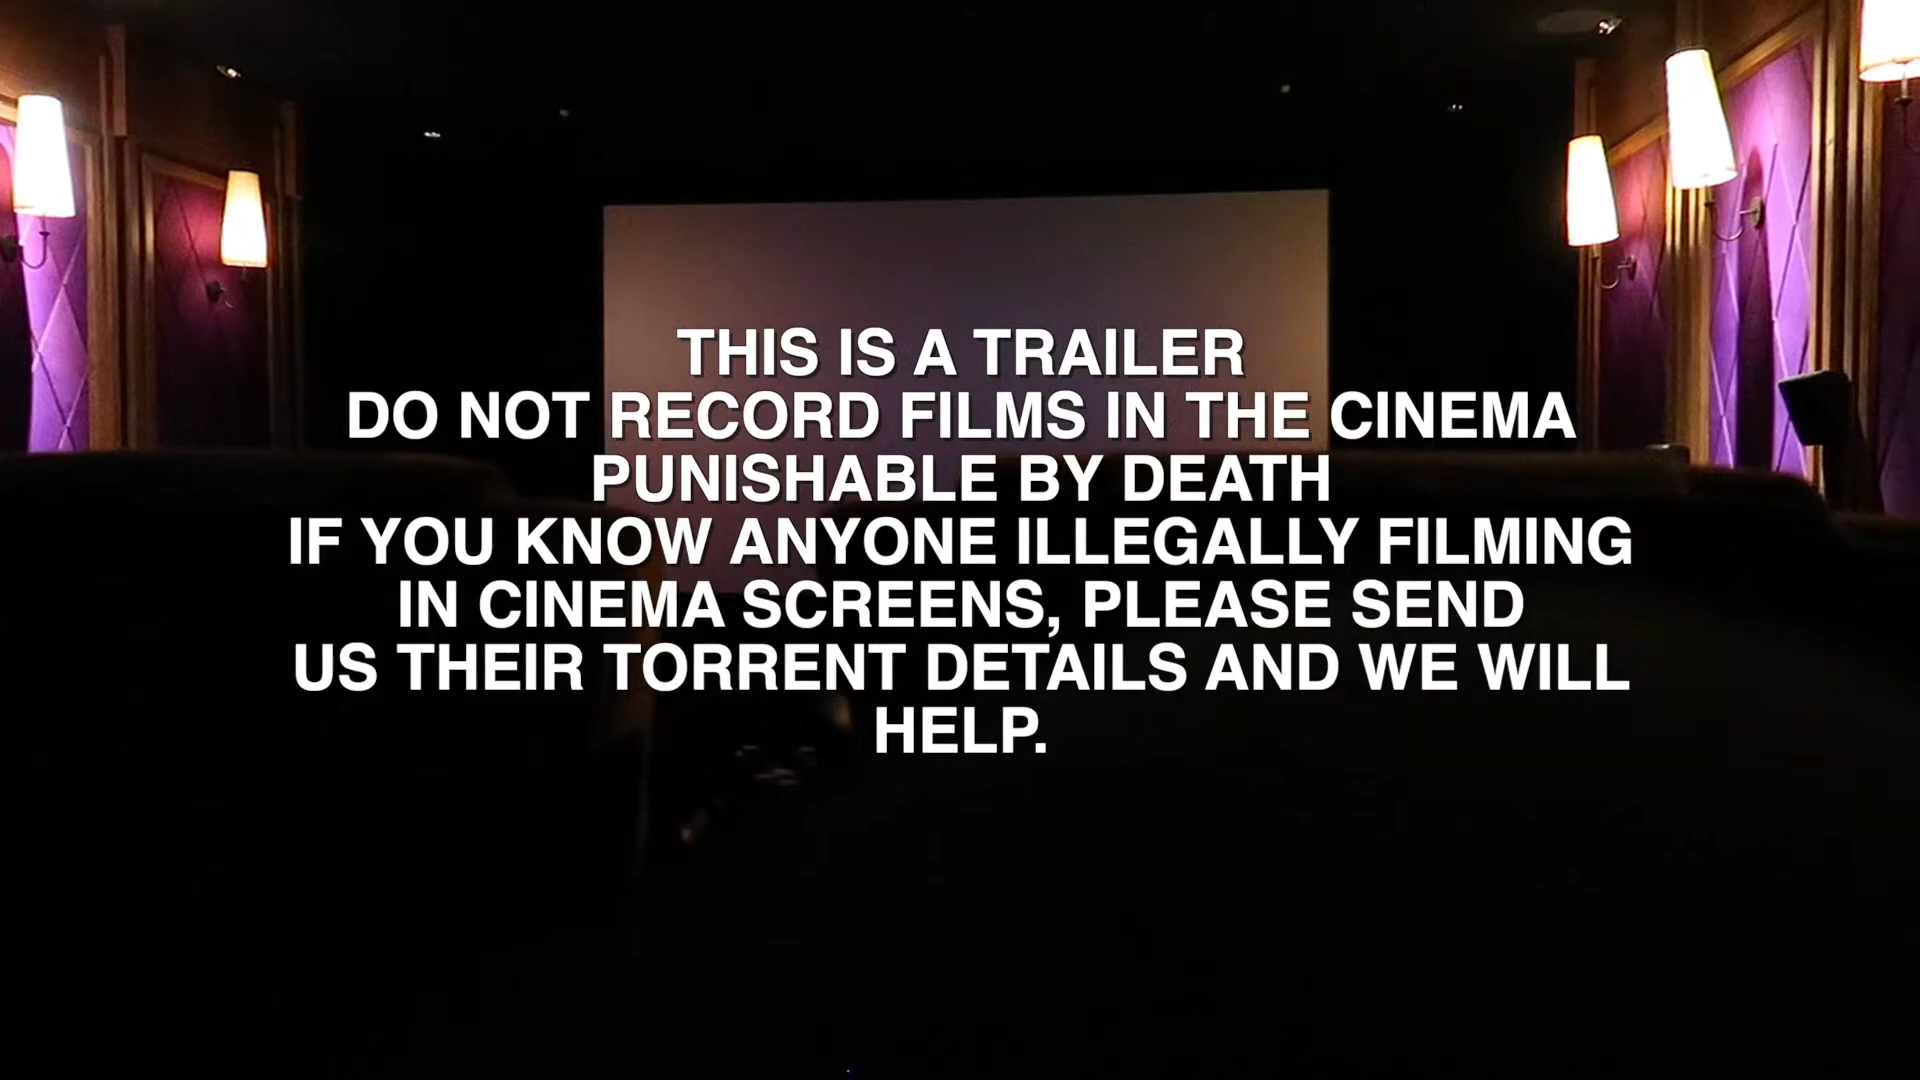 THIS IS A TRAILER
DO NOT RECORD FILMS IN THE CINEMA
PUNISHABLE BY DEATH
IF YOU KNOW ANYONE ILLEGALLY FILMING
IN CINEMA SCREENS, PLEASE SEND
US THEIR TORRENT DETAILS AND WE WILL
HELP.